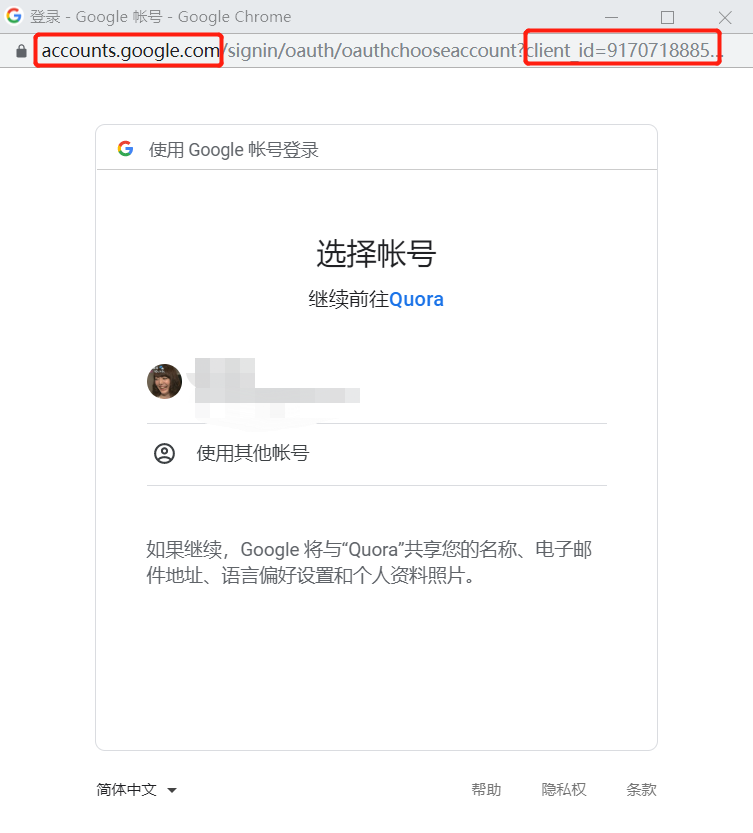 登录 - Google 帐号 - Google Chrome
accounts.google.com/signin/oauth/oauthchooseaccount?client_id=9170718885...
使用 Google 帐号登录
选择帐号
继续前往Quora
使用其他帐号
如果继续，Google 将与“Quora”共享您的名称、电子邮
件地址、语言偏好设置和个人资料照片。
简体中文 帮助 隐私权 条款